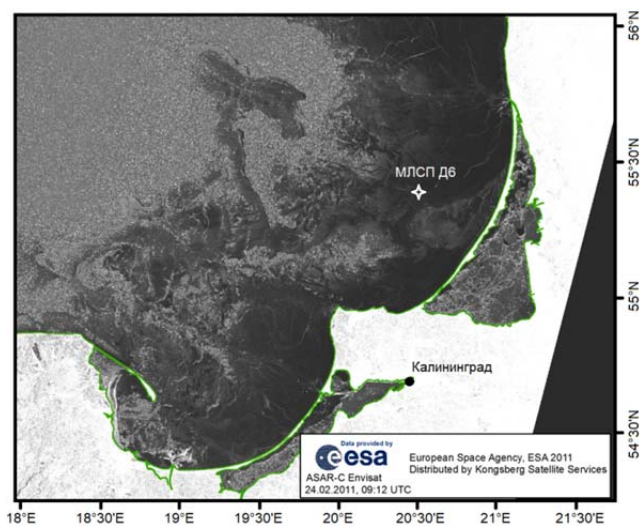 56°N
МЛСП Д6
55°30'N
55°N
Калининград
54°30'N
Data provided by
esa
European Space Agency, ESA 2011
Distributed by Kongsberg Satellite Services
ASAR-C Envisat
24.02.2011, 09:12 UTC
18°E
18°30'E
19°E
19°30'E
20°E
20°30'E
21°E
21°30'E